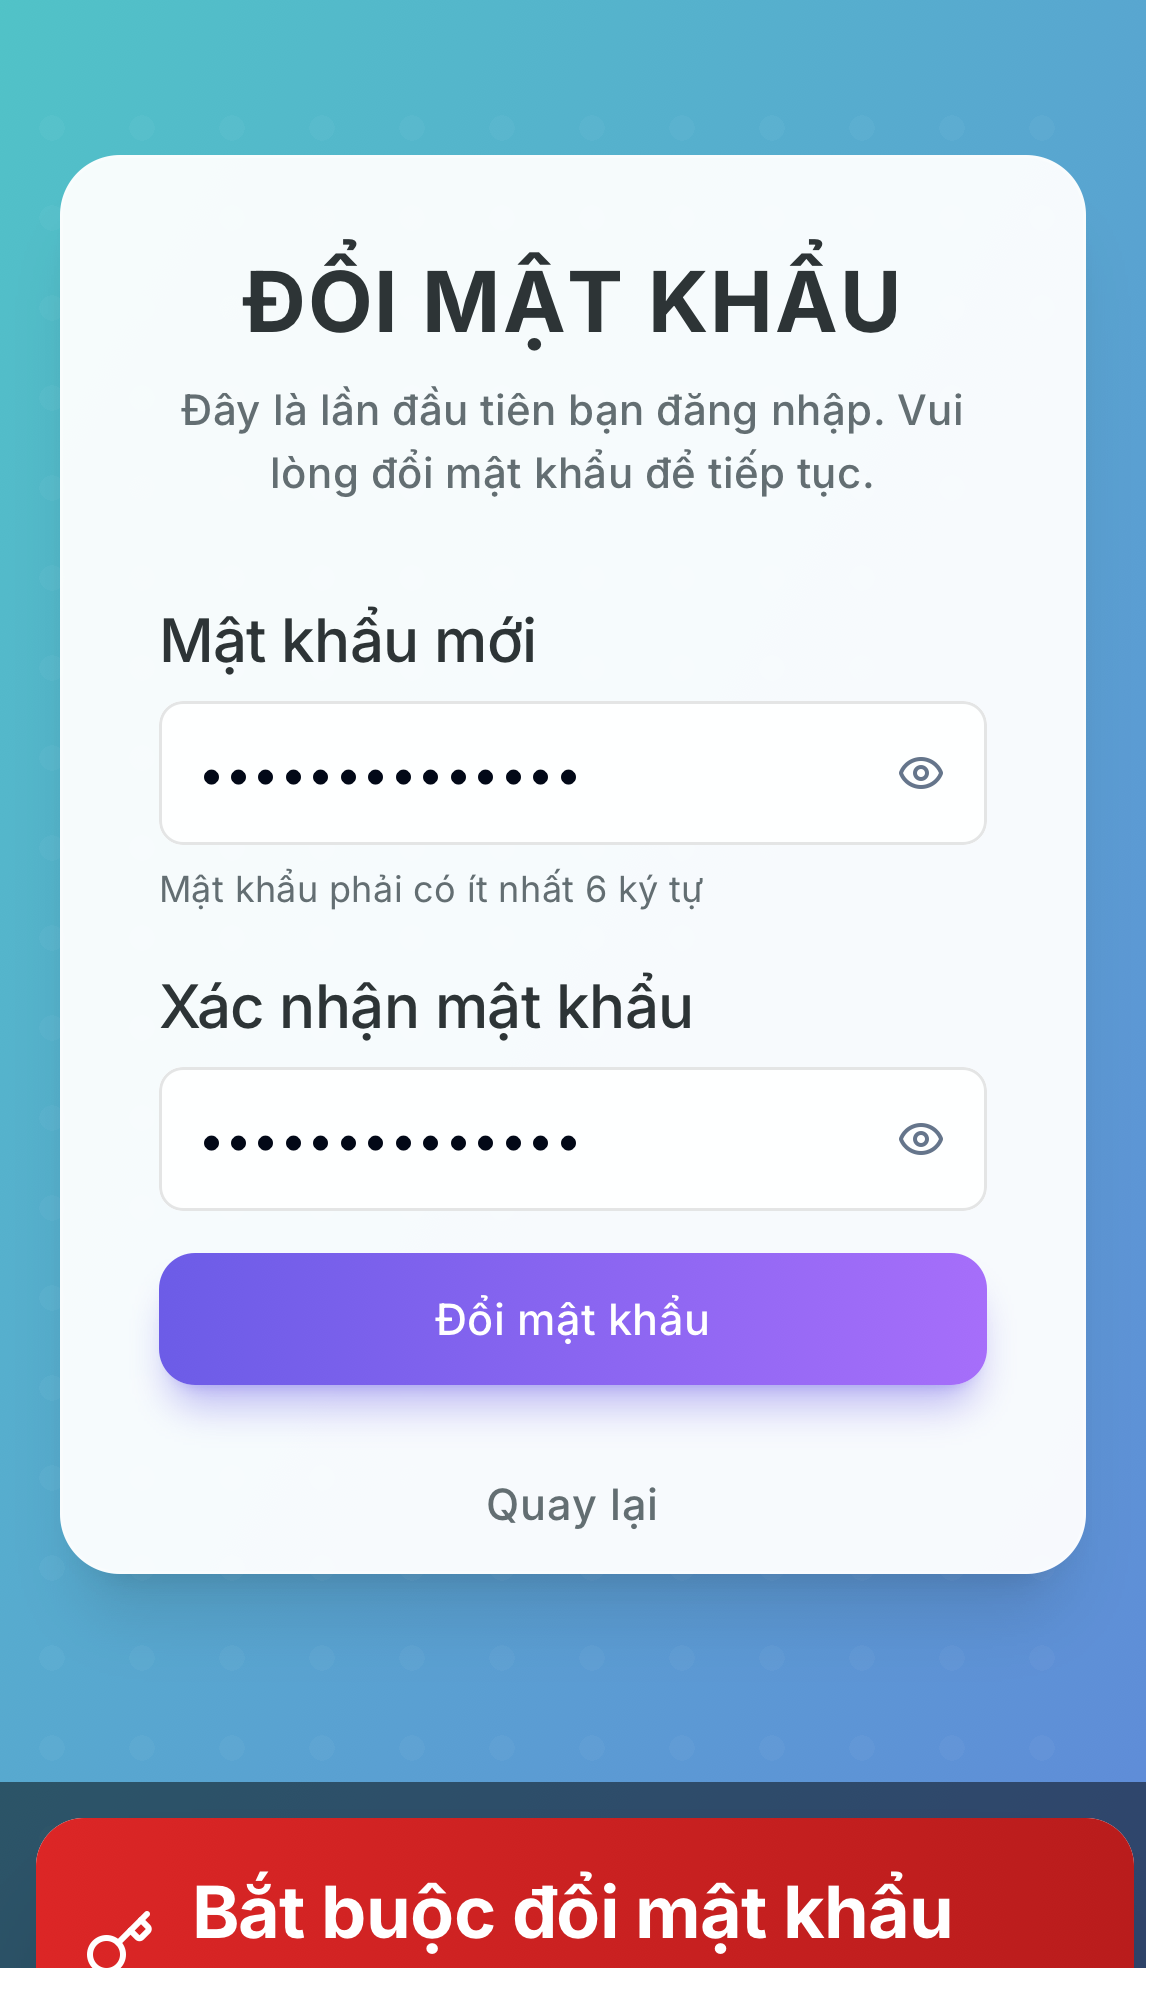 ĐỔI MẬT KHẨU
Đây là lần đầu tiên bạn đăng nhập. Vui
lòng đổi mật khẩu để tiếp tục.
Mật khẩu mới
••••••••••••••
Mật khẩu phải có ít nhất 6 ký tự
Xác nhận mật khẩu
••••••••••••••
Đổi mật khẩu
Quay lại
Bắt buộc đổi mật khẩu